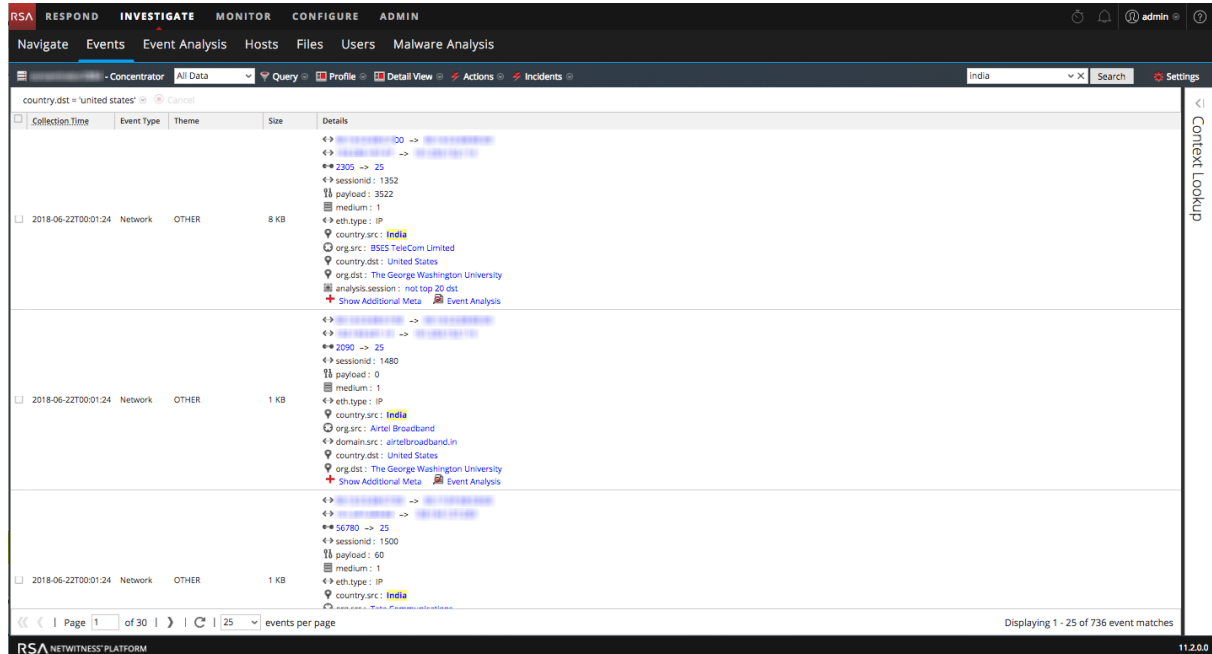 RSA RESPOND INVESTIGATE MONITOR CONFIGURE ADMIN admin
Navigate Events Event Analysis Hosts Files Users Malware Analysis
- Concentrator All Data Query Profile Detail View Actions Incidents india Search Settings
country.dst = 'united states' Cancel
Context Lookup
Collection Time Event Type Theme Size Details
00 ->
->
2305 -> 25
sessionid : 1352
payload : 3522
medium : 1
2018-06-22T00:01:24 Network OTHER 8 KB eth.type : IP
country.src : India
org.src : BSES TeleCom Limited
country.dst : United States
org.dst : The George Washington University
analysis.session : not top 20 dst
Show Additional Meta Event Analysis
->
->
2090 -> 25
sessionid : 1480
payload : 0
medium : 1
2018-06-22T00:01:24 Network OTHER 1 KB eth.type : IP
country.src : India
org.src : Airtel Broadband
domain.src : airtelbroadband.in
country.dst : United States
org.dst : The George Washington University
Show Additional Meta Event Analysis
->
->
56780 -> 25
sessionid : 1500
payload : 60
medium : 1
2018-06-22T00:01:24 Network OTHER 1 KB eth.type : IP
country.src : India
org.src : Tata Communications
Page 1 of 30 25 events per page Displaying 1 - 25 of 736 event matches
RSA NETWITNESS® PLATFORM 11.2.0.0